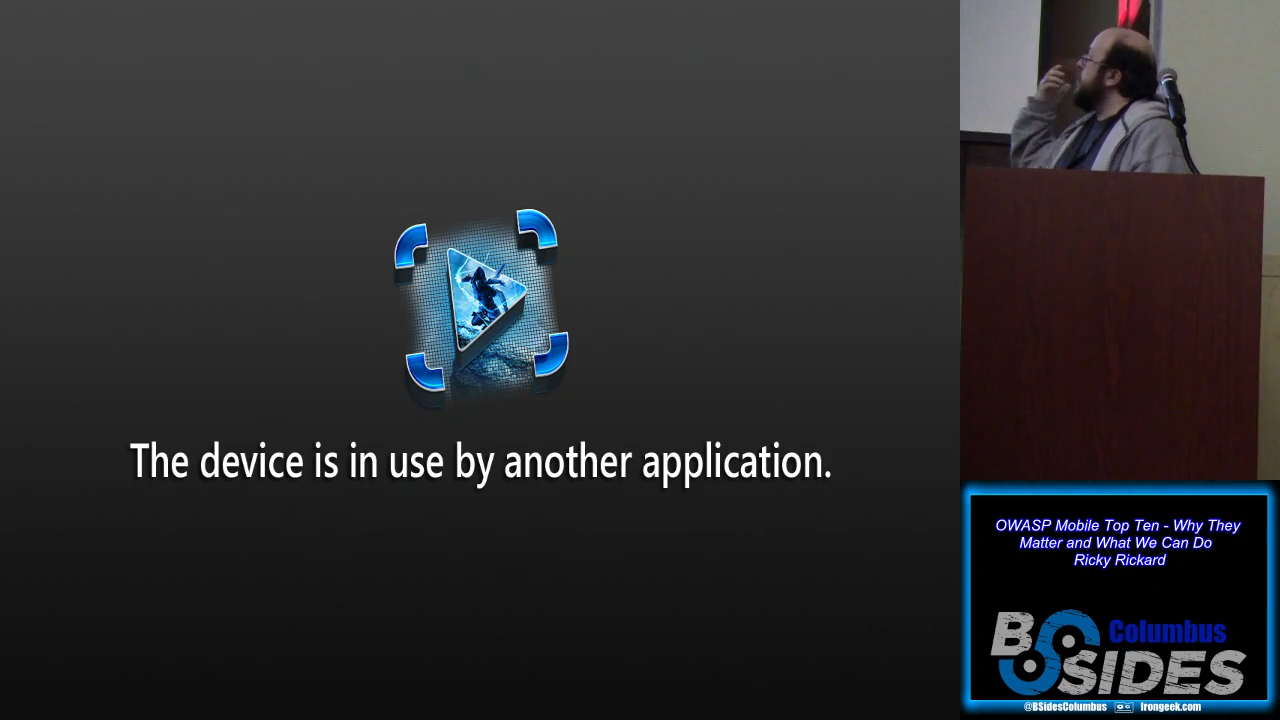 The device is in use by another application.
OWASP Mobile Top Ten - Why They
Matter and What We Can Do
Ricky Rickard
BSIDES
Columbus
@BSidesColumbus Irongeek.com